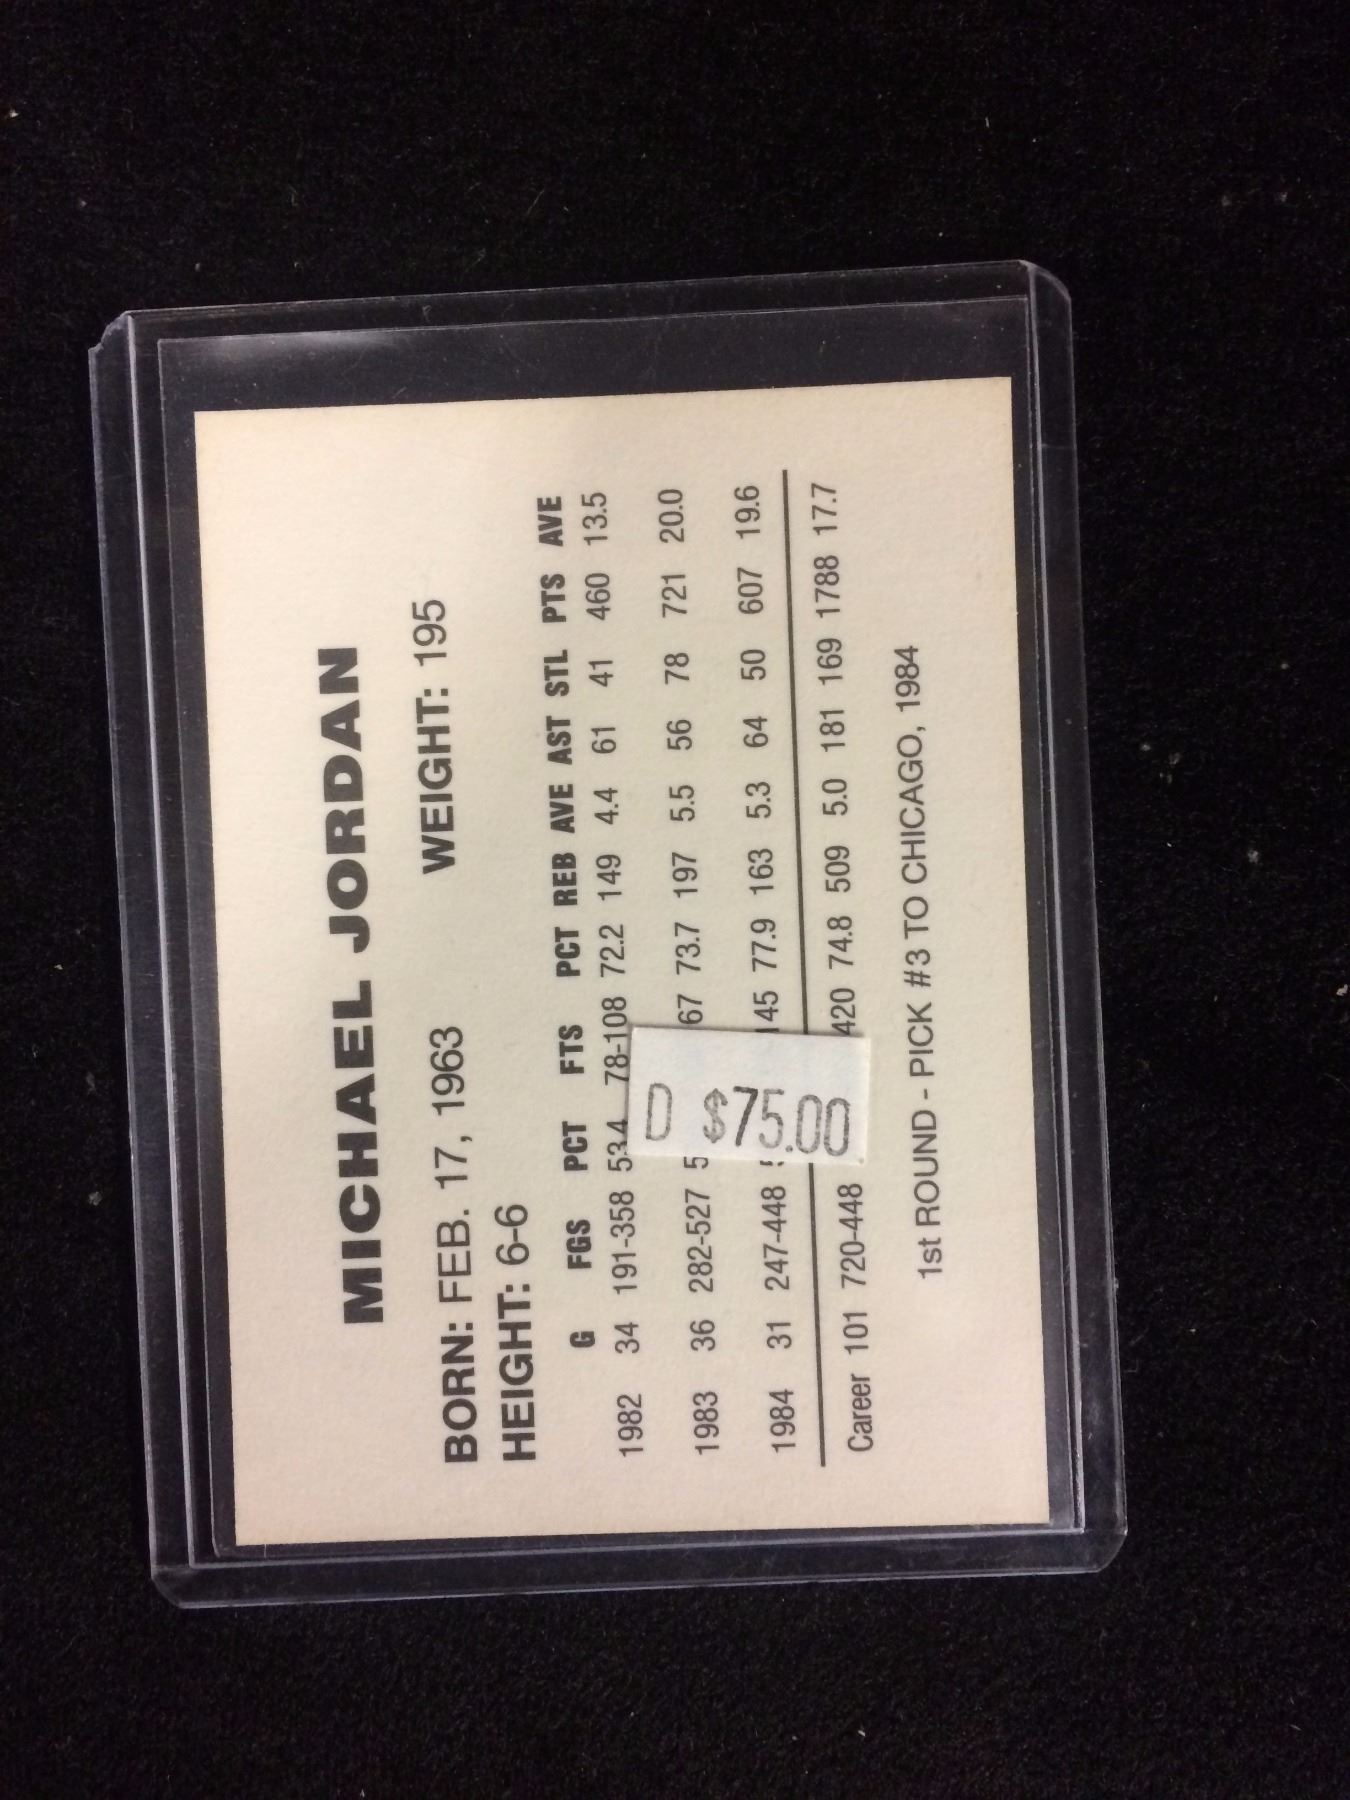 MICHAEL JORDAN
BORN: FEB. 17, 1963 WEIGHT: 195
HEIGHT: 6-6
G FGS PCT FTS PCT REB AVE AST STL PTS AVE
1982 34 191-358 53.4 78-108 72.2 149 4.4 61 41 460 13.5
1983 36 282-527 5 67 73.7 197 5.5 56 78 721 20.0
1984 31 247-448 145 77.9 163 5.3 64 50 607 19.6
Career 101 720-448 420 74.8 509 5.0 181 169 1788 17.7
1st ROUND - PICK #3 TO CHICAGO, 1984
D $75.00